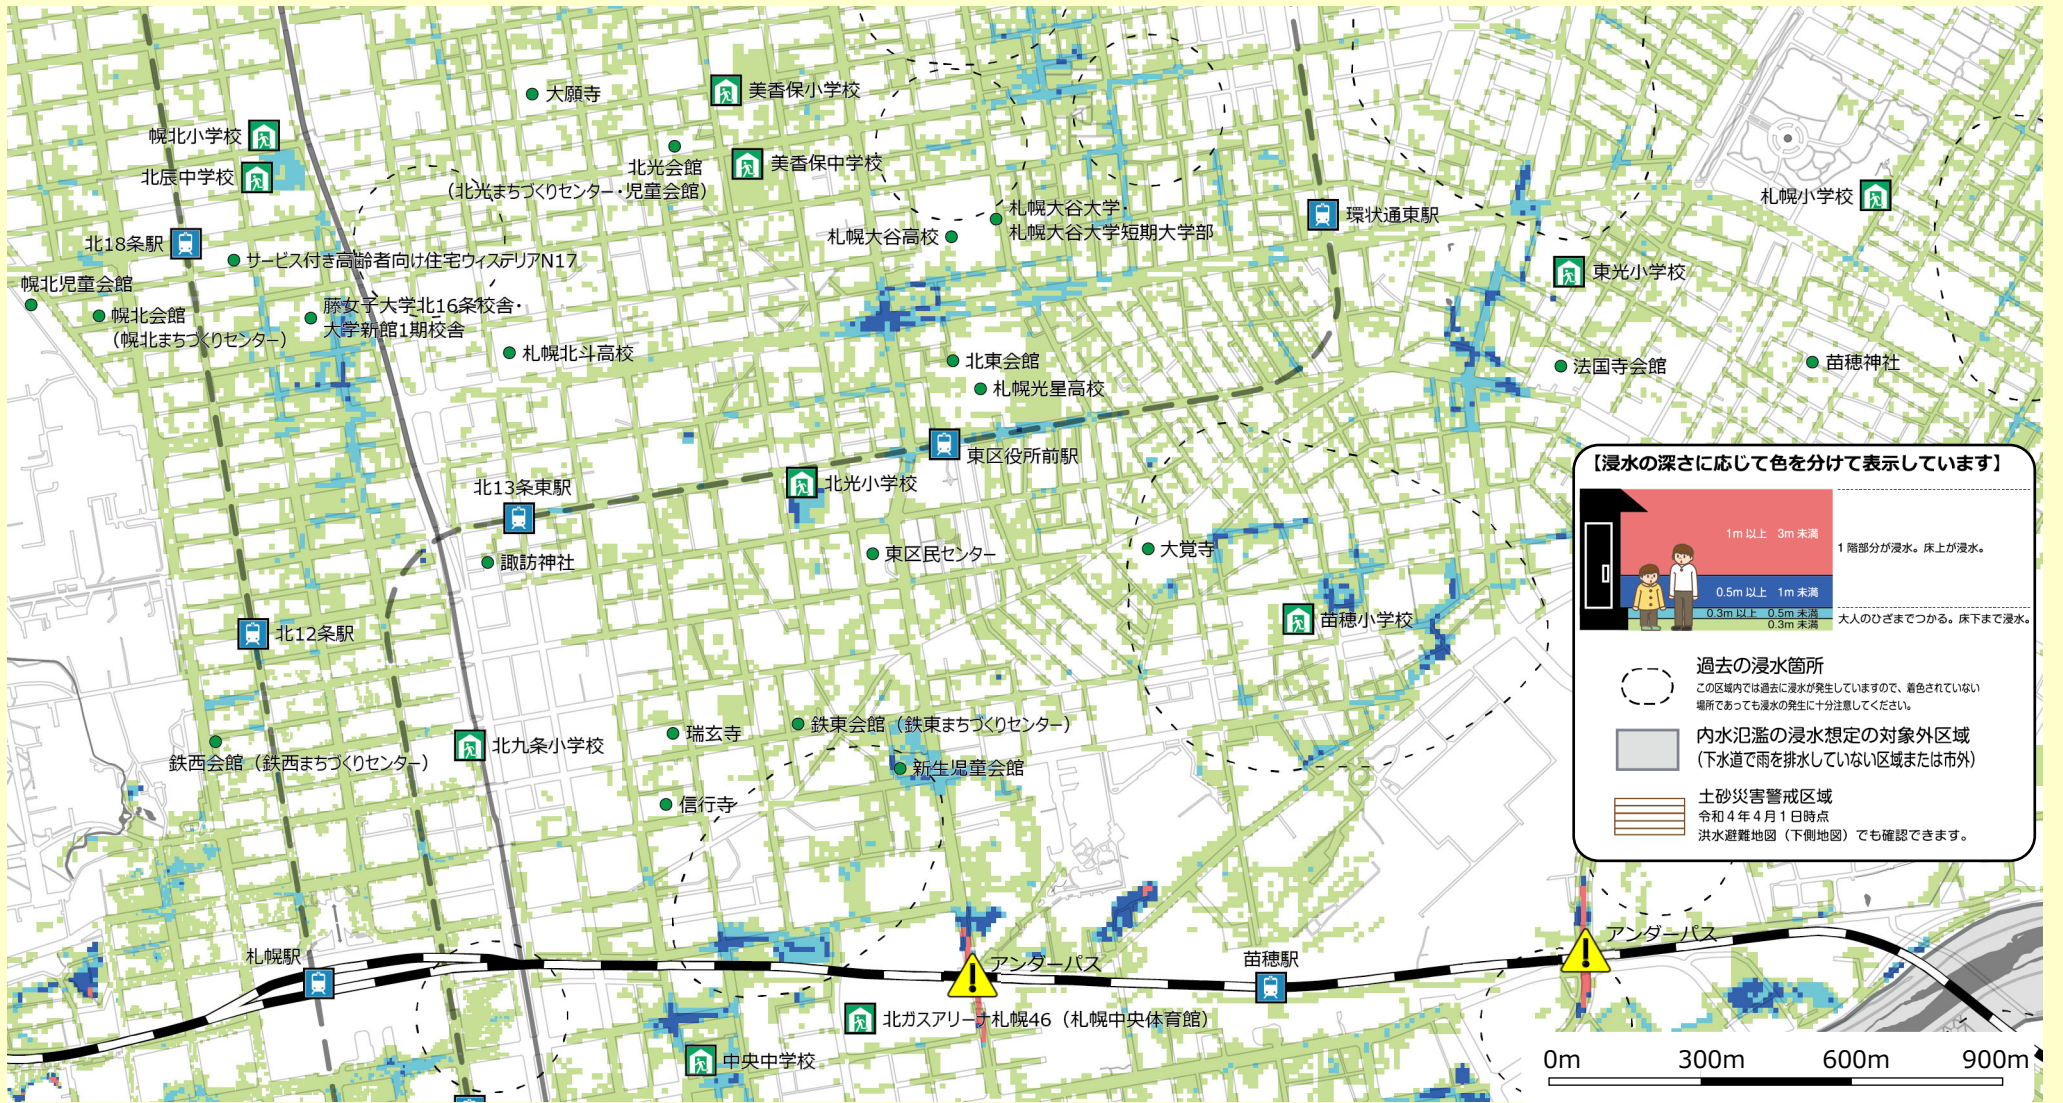 大願寺
美香保小学校
幌北小学校
北辰中学校
北光会館
(北光まちづくりセンター・児童会館)
美香保中学校
札幌大谷大学・
札幌大谷大学短期大学部
札幌大谷高校
環状通東駅
札幌小学校
北18条駅
サービス付き高齢者向け住宅ウィステリアN17
東光小学校
幌北児童会館
幌北会館
(幌北まちづくりセンター)
藤女子大学北16条校舎・
大学新館1期校舎
札幌北斗高校
北東会館
札幌光星高校
法国寺会館
苗穂神社
東区役所前駅
北13条東駅
北光小学校
諏訪神社
東区民センター
大覚寺
苗穂小学校
北12条駅
北九条小学校
瑞玄寺
鉄東会館(鉄東まちづくりセンター)
鉄西会館(鉄西まちづくりセンター)
新生児童会館
信行寺
札幌駅
アンダーパス
苗穂駅
アンダーパス
北ガスアリーナ札幌46(札幌中央体育館)
中央中学校
【浸水の深さに応じて色を分けて表示しています】
1m以上 3m未満
1階部分が浸水。床上が浸水。
0.5m以上 1m未満
0.3m以上 0.5m未満
0.3m未満
大人のひざまでつかる。床下まで浸水。
過去の浸水箇所
この区域内では過去に浸水が発生していますので、着色されていない
場所であっても浸水の発生に十分注意してください。
内水氾濫の浸水想定の対象外区域
(下水道で雨を排水していない区域または市外)
土砂災害警戒区域
令和4年4月1日時点
洪水避難地図(下側地図)でも確認できます。
0m 300m 600m 900m